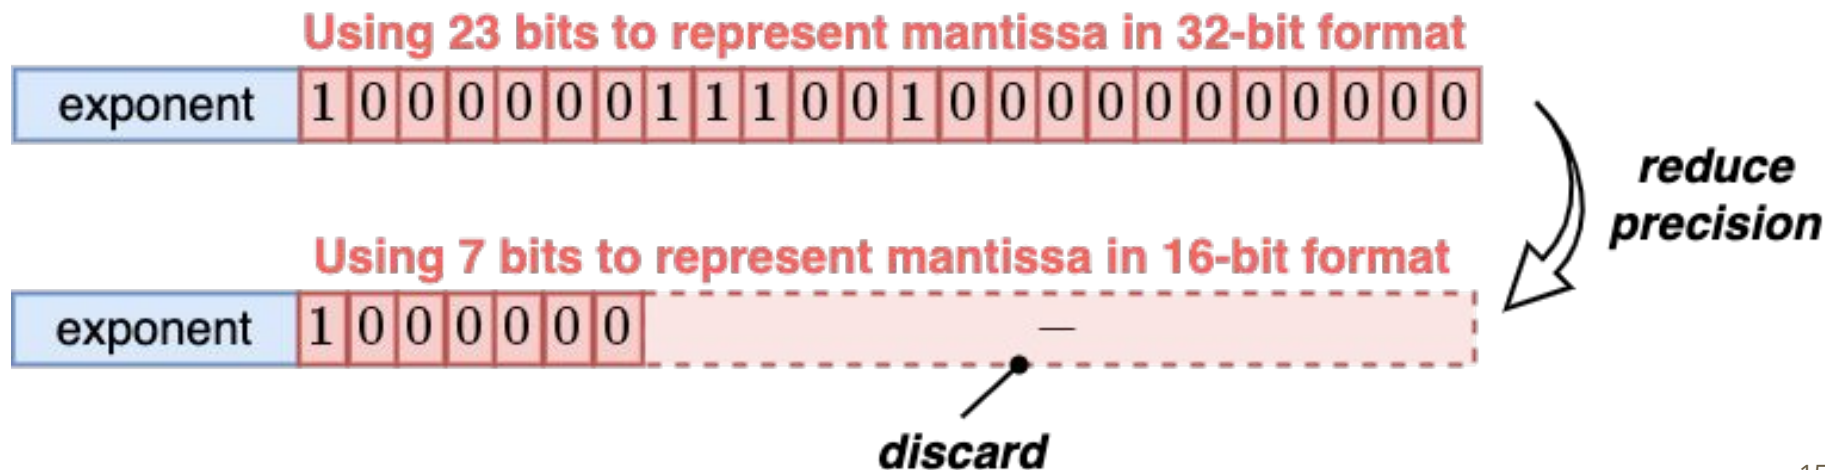 Using 23 bits to represent mantissa in 32-bit format
exponent 1 0 0 0 0 0 0 1 1 1 0 0 1 0 0 0 0 0 0 0 0 0 0 0
reduce
precision
Using 7 bits to represent mantissa in 16-bit format
exponent 1 0 0 0 0 0 0 —
discard